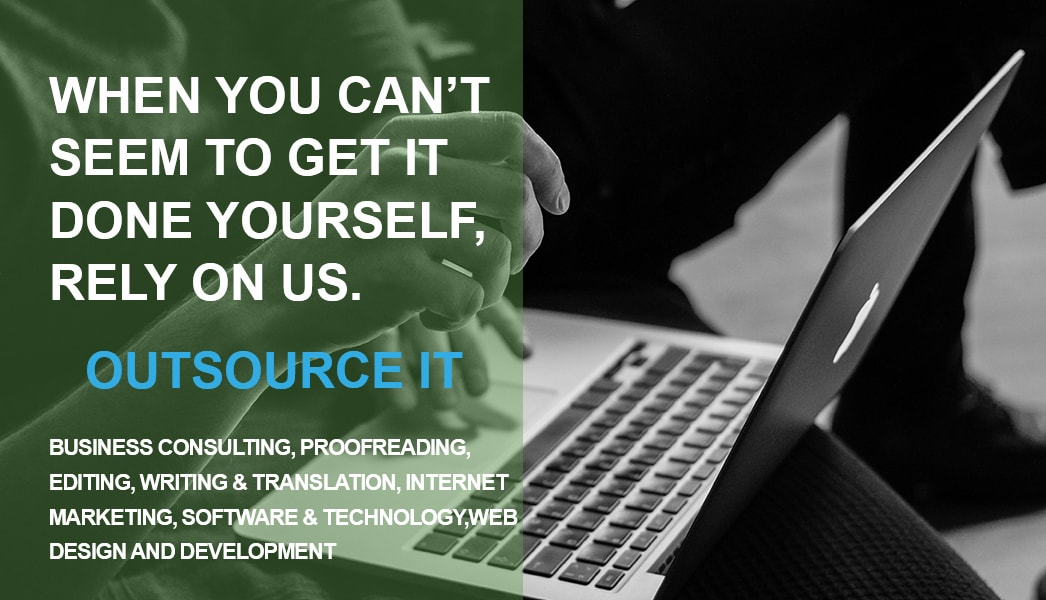 WHEN YOU CAN’T
SEEM TO GET IT
DONE YOURSELF,
RELY ON US.
OUTSOURCE IT
BUSINESS CONSULTING, PROOFREADING,
EDITING, WRITING & TRANSLATION, INTERNET
MARKETING, SOFTWARE & TECHNOLOGY,WEB
DESIGN AND DEVELOPMENT